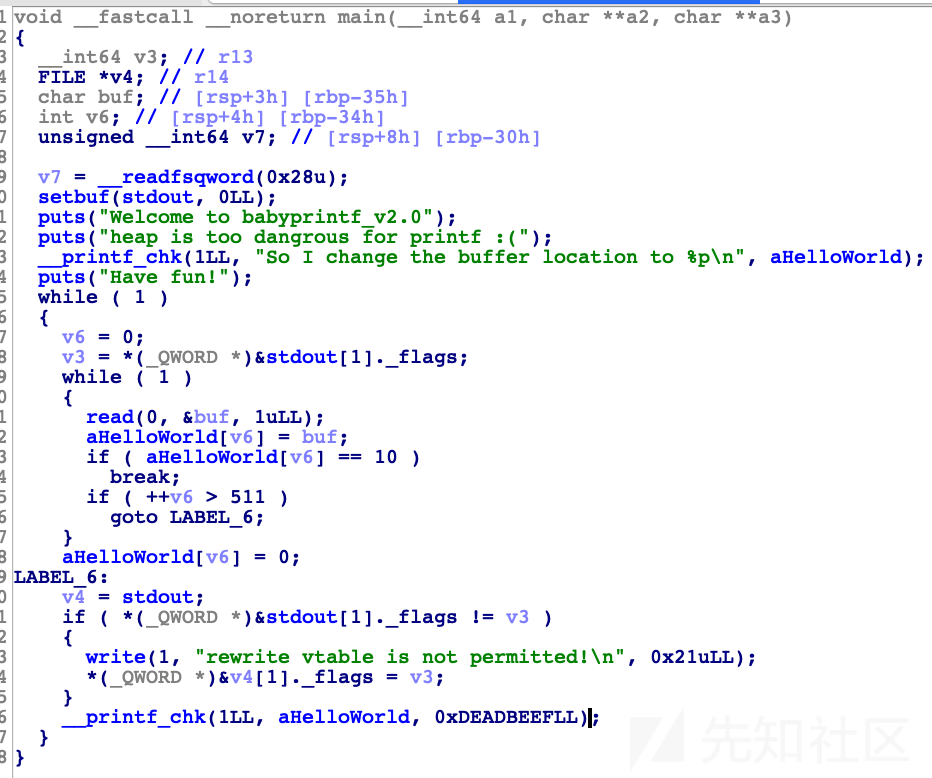 1 void __fastcall __noreturn main(__int64 a1, char **a2, char **a3)
2 {
3 __int64 v3; // r13
4 FILE *v4; // r14
5 char buf; // [rsp+3h] [rbp-35h]
6 int v6; // [rsp+4h] [rbp-34h]
7 unsigned __int64 v7; // [rsp+8h] [rbp-30h]
8
9 v7 = __readfsqword(0x28u);
0 setbuf(stdout, 0LL);
1 puts("Welcome to babyprintf_v2.0");
2 puts("heap is too dangrous for printf :(");
3 __printf_chk(1LL, "So I change the buffer location to %p\n", aHelloWorld);
4 puts("Have fun!");
5 while ( 1 )
6 {
7 v6 = 0;
8 v3 = *(_QWORD *)&stdout[1]._flags;
9 while ( 1 )
0 {
1 read(0, &buf, 1uLL);
2 aHelloWorld[v6] = buf;
3 if ( aHelloWorld[v6] == 10 )
4 break;
5 if ( ++v6 > 511 )
6 goto LABEL_6;
7 }
8 aHelloWorld[v6] = 0;
9 LABEL_6:
0 v4 = stdout;
1 if ( *(_QWORD *)&stdout[1]._flags != v3 )
2 {
3 write(1, "rewrite vtable is not permitted!\n", 0x21uLL);
4 *(_QWORD *)&v4[1]._flags = v3;
5 }
6 __printf_chk(1LL, aHelloWorld, 0xDEADBEEFLL);
7 }
8 }
先知社区